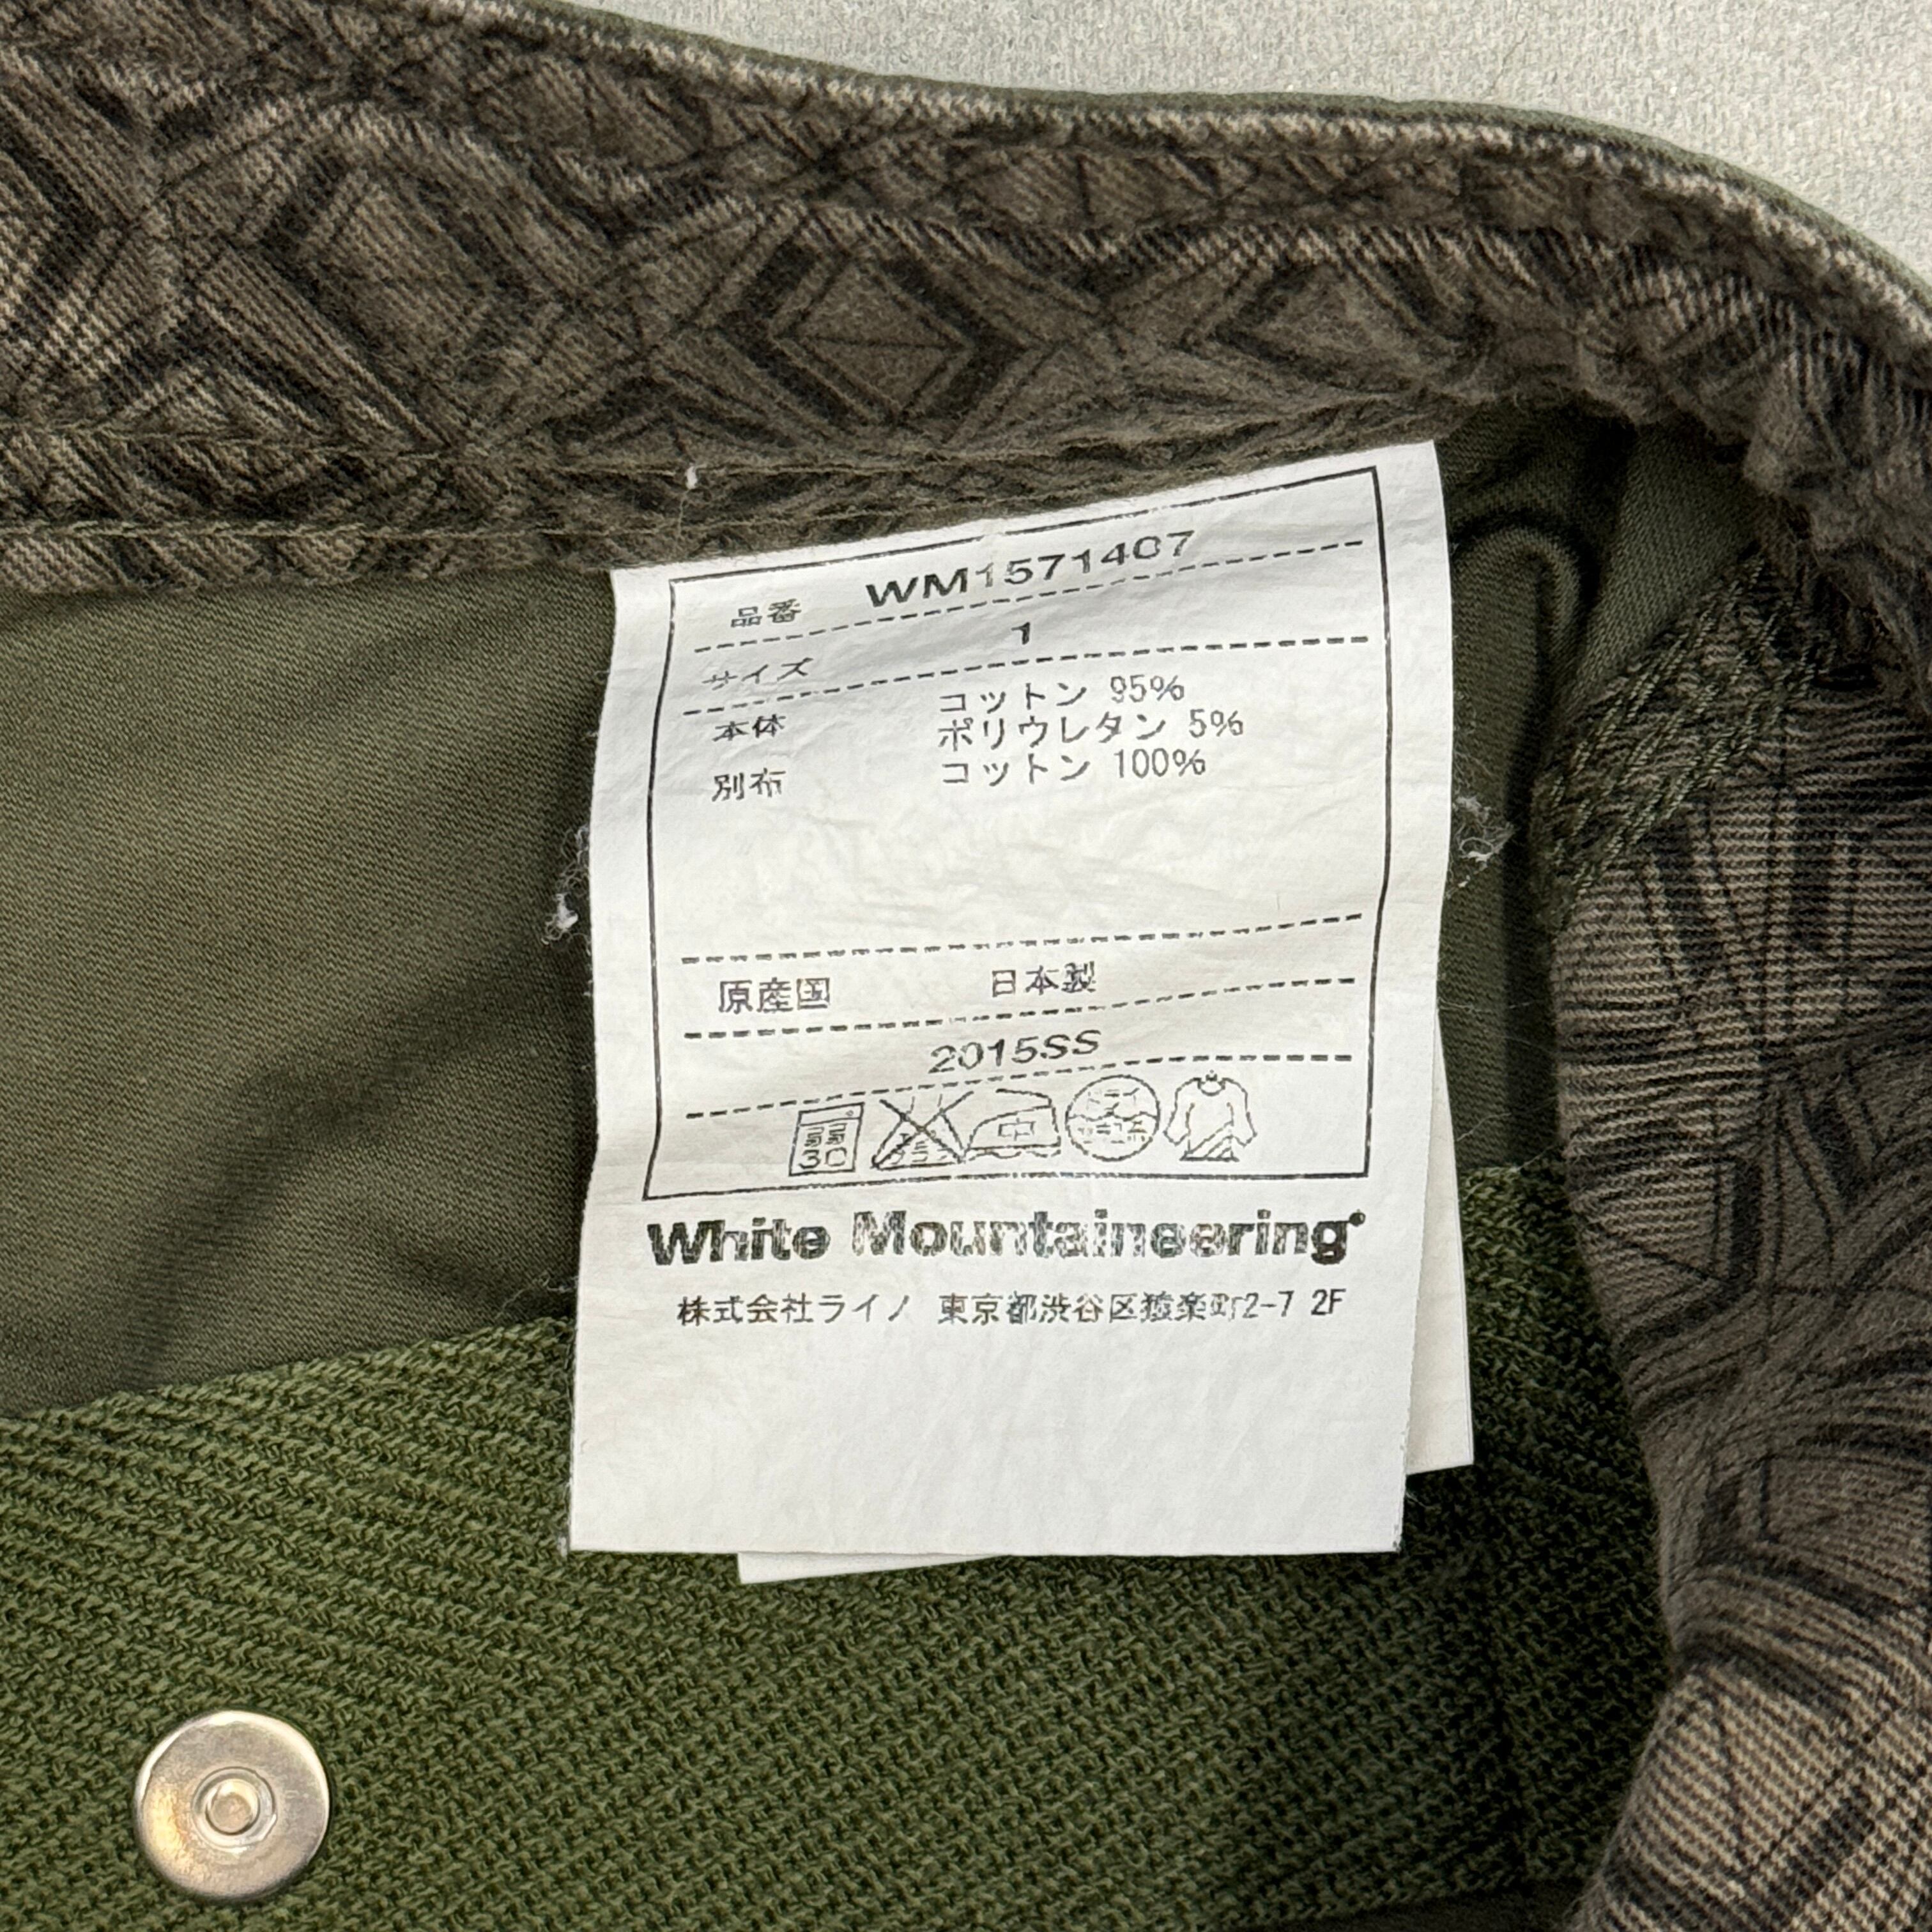 品番 WM1571407
サイズ 1
本体 コットン 95%
ポリウレタン 5%
別布 コットン 100%
原産国 日本製
2015SS
30 中
White Mountaineering
株式会社ライノ 東京都渋谷区猿楽町2-7 2F